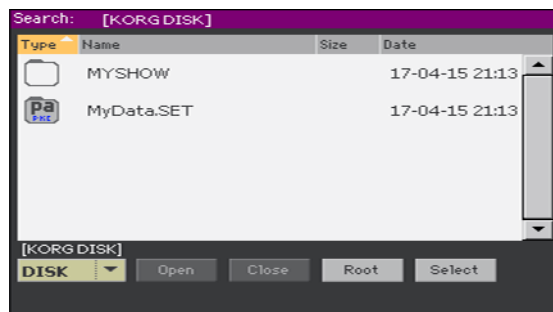 Search: [KORG DISK]
Type Name Size Date
MYSHOW 17-04-15 21:13
pa PKG MyData.SET 17-04-15 21:13
[KORG DISK]
DISK Open Close Root Select